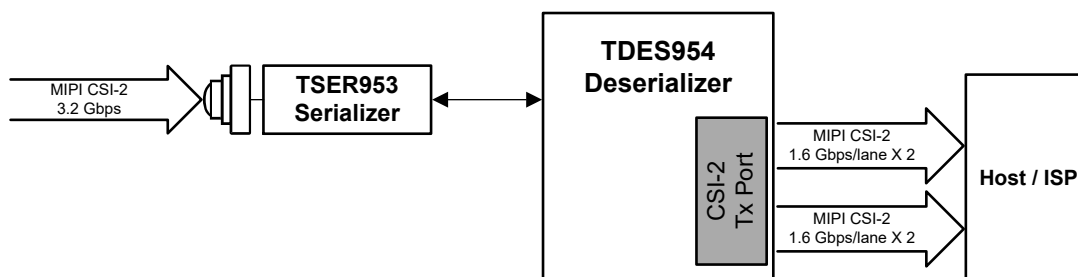 MIPI CSI-2
3.2 Gbps
TSER953
Serializer
TDES954
Deserializer
CSI-2
Tx Port
MIPI CSI-2
1.6 Gbps/lane X 2
MIPI CSI-2
1.6 Gbps/lane X 2
Host / ISP